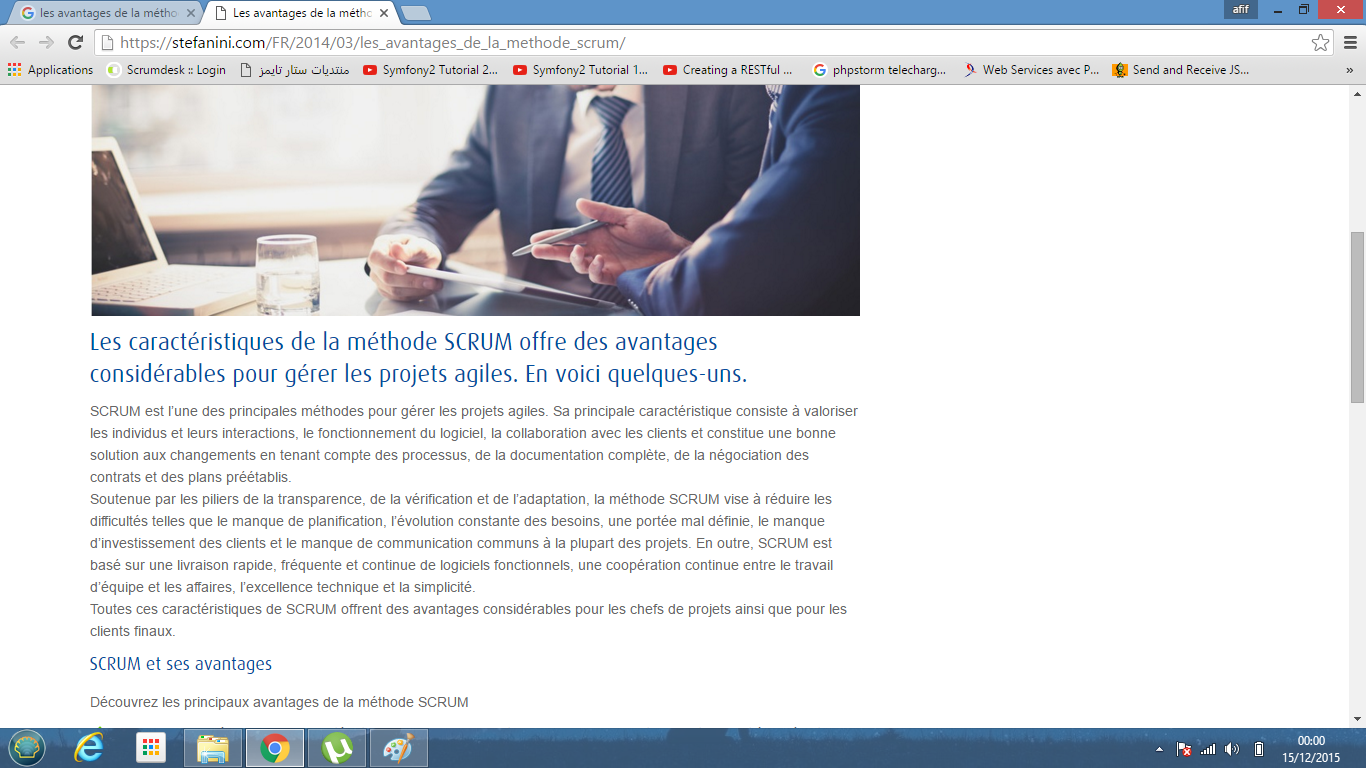 les avantages de la métho
Les avantages de la méth
afif
https://stefanini.com/FR/2014/03/les_avantages_de_la_methode_scrum/
Applications
Scrumdesk :: Login
منتديات ستار تايمز
Symfony2 Tutorial 2...
Symfony2 Tutorial 1...
Creating a RESTful ...
phpstorm telecharg...
Web Services avec P...
Send and Receive JS...
»
Les caractéristiques de la méthode SCRUM offre des avantages
considérables pour gérer les projets agiles. En voici quelques-uns.
SCRUM est l’une des principales méthodes pour gérer les projets agiles. Sa principale caractéristique consiste à valoriser
les individus et leurs interactions, le fonctionnement du logiciel, la collaboration avec les clients et constitue une bonne
solution aux changements en tenant compte des processus, de la documentation complète, de la négociation des
contrats et des plans préétablis.
Soutenue par les piliers de la transparence, de la vérification et de l’adaptation, la méthode SCRUM vise à réduire les
difficultés telles que le manque de planification, l’évolution constante des besoins, une portée mal définie, le manque
d’investissement des clients et le manque de communication communs à la plupart des projets. En outre, SCRUM est
basé sur une livraison rapide, fréquente et continue de logiciels fonctionnels, une coopération continue entre le travail
d’équipe et les affaires, l’excellence technique et la simplicité.
Toutes ces caractéristiques de SCRUM offrent des avantages considérables pour les chefs de projets ainsi que pour les
clients finaux.
SCRUM et ses avantages
Découvrez les principaux avantages de la méthode SCRUM
00:00
15/12/2015